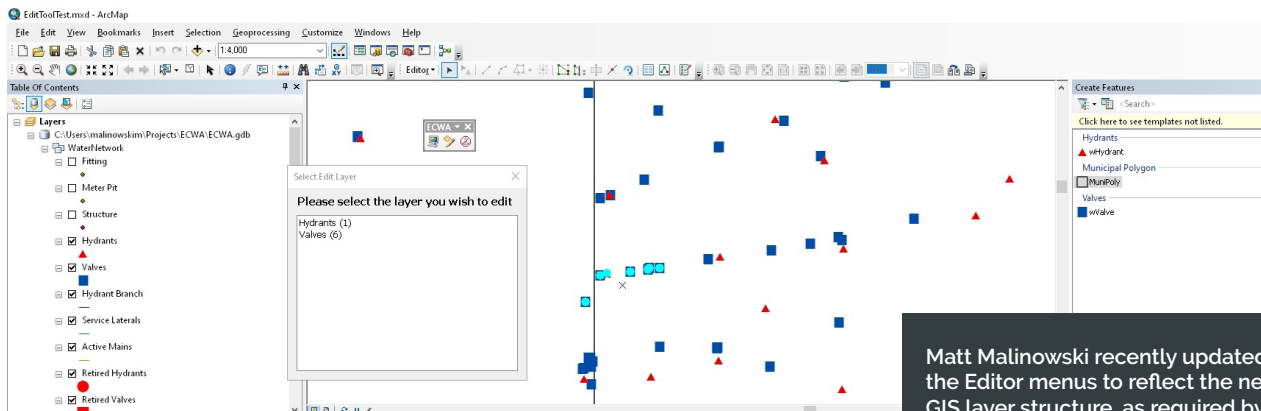 EditToolTest.mxd - ArcMap
File Edit View Bookmarks Insert Selection Geoprocessing Customize Windows Help
1:4,000
Editor
Table Of Contents
Layers
C:\Users\malinowskim\Projects\ECWA\ECWA.gdb
WaterNetwork
Fitting
Meter Pit
Structure
Hydrants
Valves
Hydrant Branch
Service Laterals
Active Mains
Retired Hydrants
Retired Valves
ECWA
Select Edit Layer
Please select the layer you wish to edit
Hydrants (1)
Valves (6)
Create Features
<Search>
Click here to see templates not listed.
Hydrants
wHydrant
Municipal Polygon
MuniPoly
Valves
wValve
Matt Malinowski recently updated
the Editor menus to reflect the ne
GIS layer structure, as required by